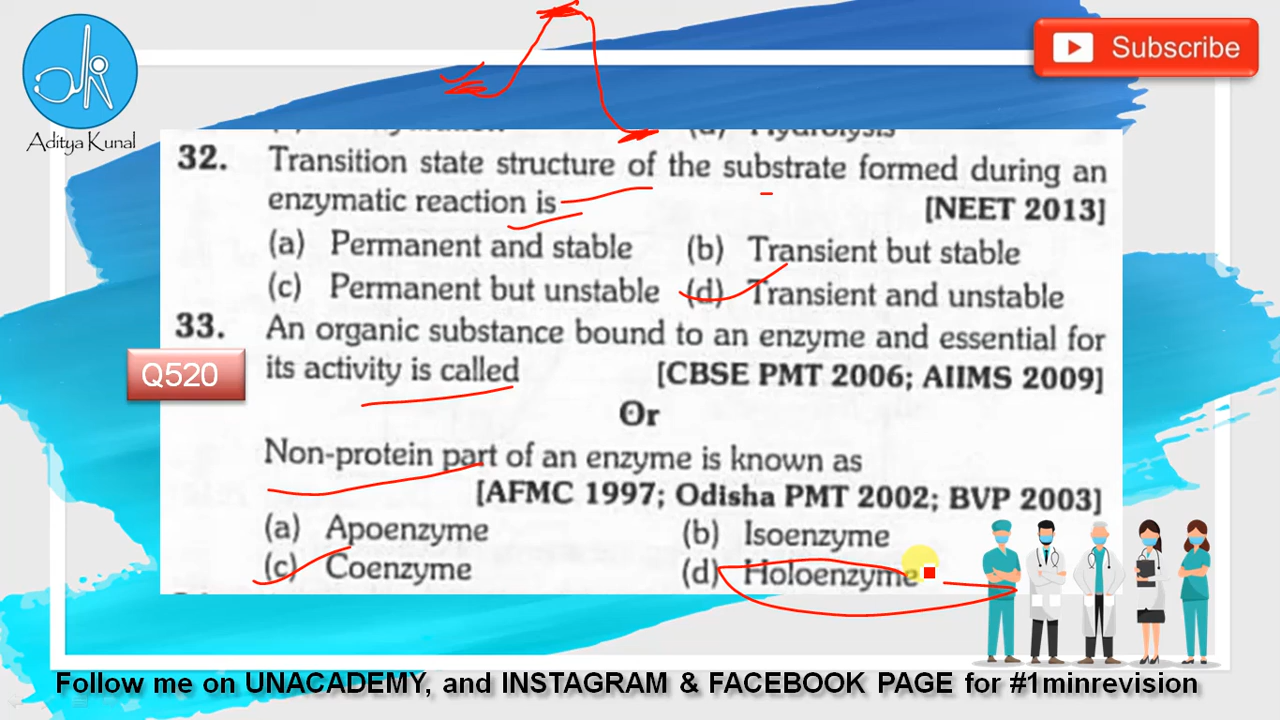 Subscribe
Aditya Kunal
(d) Hydrolysis
32. Transition state structure of the substrate formed during an
enzymatic reaction is
[NEET 2013]
(a) Permanent and stable (b) Transient but stable
(c) Permanent but unstable (d) Transient and unstable
33. An organic substance bound to an enzyme and essential for
Q520
its activity is called [CBSE PMT 2006; AIIMS 2009]
Or
Non-protein part of an enzyme is known as
[AFMC 1997; Odisha PMT 2002; BVP 2003]
(a) Apoenzyme (b) Isoenzyme
(c) Coenzyme (d) Holoenzyme
Follow me on UNACADEMY, and INSTAGRAM & FACEBOOK PAGE for #1minrevision